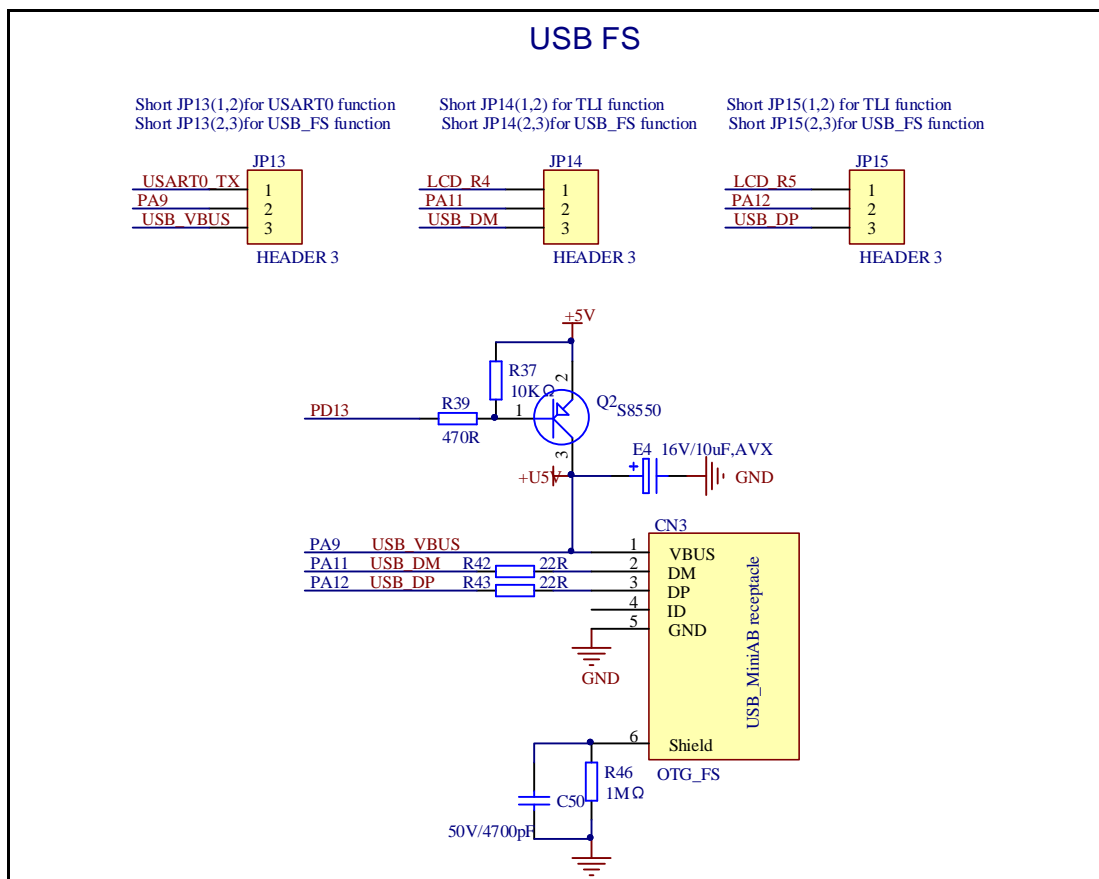 USB FS
Short JP13(1,2)for USART0 function
Short JP13(2,3)for USB_FS function
Short JP14(1,2) for TLI function
Short JP14(2,3)for USB_FS function
Short JP15(1,2) for TLI function
Short JP15(2,3)for USB_FS function
JP13
USART0_TX 1
PA9 2
USB_VBUS 3
HEADER 3
JP14
LCD_R4 1
PA11 2
USB_DM 3
HEADER 3
JP15
LCD_R5 1
PA12 2
USB_DP 3
HEADER 3
+5V
R37
10KΩ
2
Q2
S8550
PD13
R39
470R
1
3
+U5V
E4
16V/10uF,AVX
+
GND
CN3
PA9 USB_VBUS 1 VBUS
PA11 USB_DM R42 22R 2 DM
PA12 USB_DP R43 22R 3 DP
4 ID
5 GND
GND
USB_MiniAB receptacle
6 Shield
OTG_FS
R46
1MΩ
C50
50V/4700pF